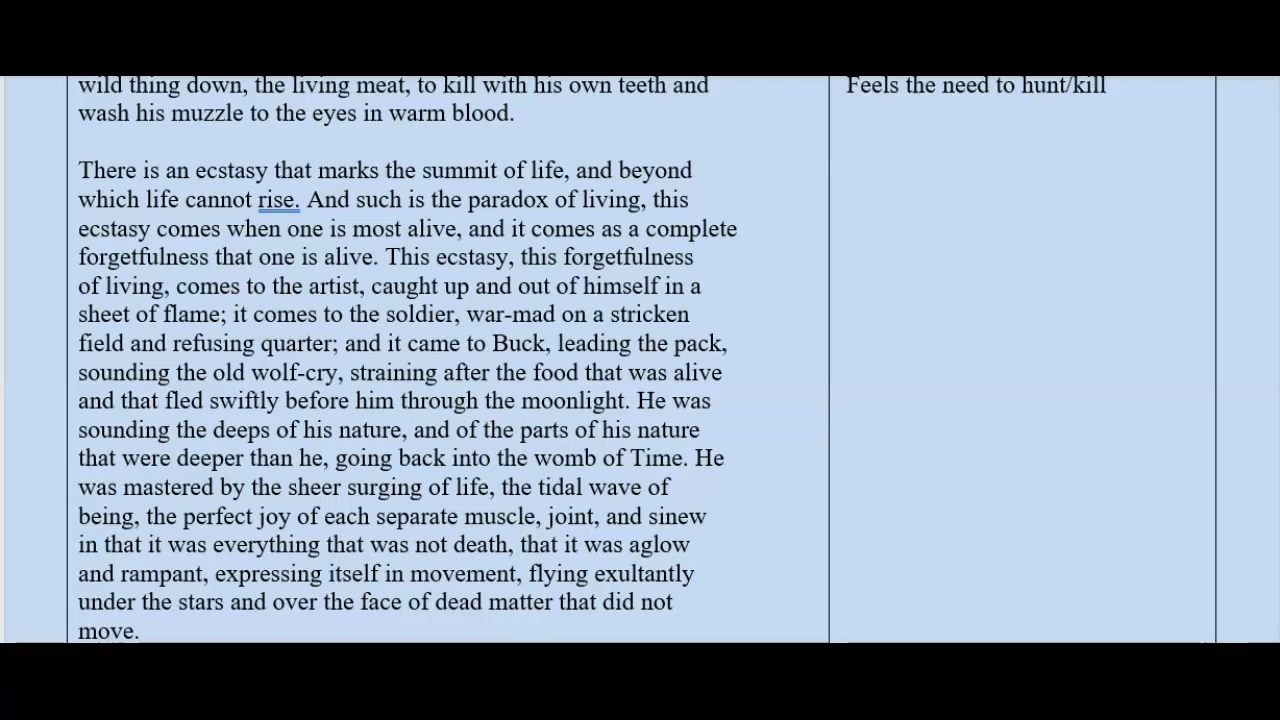 wild thing down, the living meat, to kill with his own teeth and
wash his muzzle to the eyes in warm blood.
Feels the need to hunt/kill
There is an ecstasy that marks the summit of life, and beyond
which life cannot rise. And such is the paradox of living, this
ecstasy comes when one is most alive, and it comes as a complete
forgetfulness that one is alive. This ecstasy, this forgetfulness
of living, comes to the artist, caught up and out of himself in a
sheet of flame; it comes to the soldier, war-mad on a stricken
field and refusing quarter; and it came to Buck, leading the pack,
sounding the old wolf-cry, straining after the food that was alive
and that fled swiftly before him through the moonlight. He was
sounding the deeps of his nature, and of the parts of his nature
that were deeper than he, going back into the womb of Time. He
was mastered by the sheer surging of life, the tidal wave of
being, the perfect joy of each separate muscle, joint, and sinew
in that it was everything that was not death, that it was aglow
and rampant, expressing itself in movement, flying exultantly
under the stars and over the face of dead matter that did not
move.